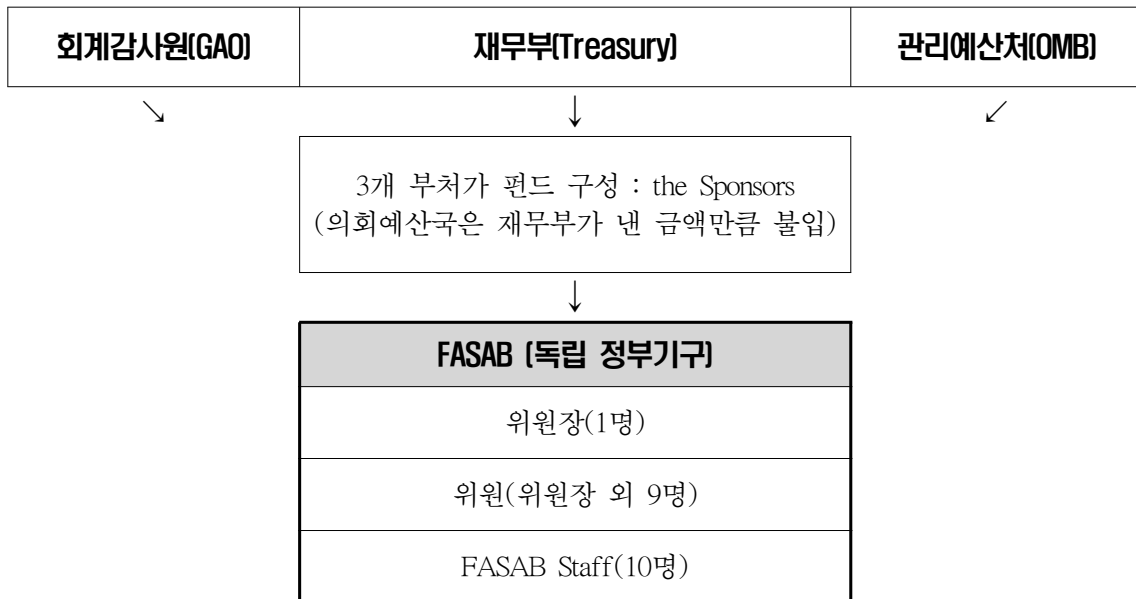 회계감사원(GAO)
재무부(Treasury)
관리예산처(OMB)
↘ ↓ ↙
3개 부처가 펀드 구성 : the Sponsors
(의회예산국은 재무부가 낸 금액만큼 불입)
↓
FASAB (독립 정부기구)
위원장(1명)
위원(위원장 외 9명)
FASAB Staff(10명)